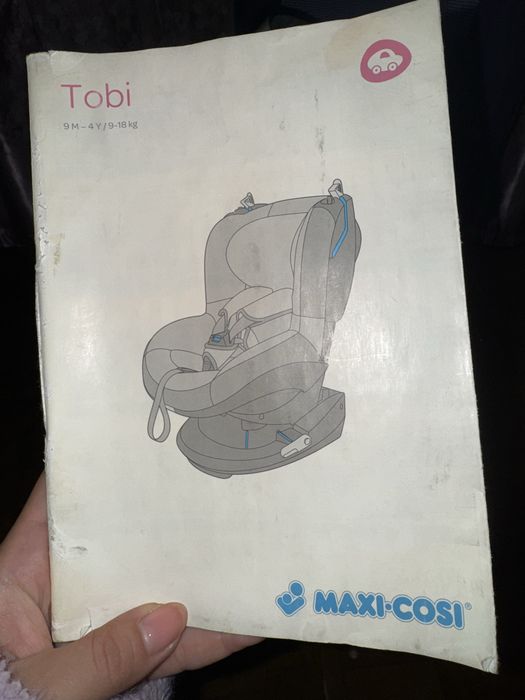 Tobi
9 M – 4 Y / 9-18 kg
MAXI-COSI®